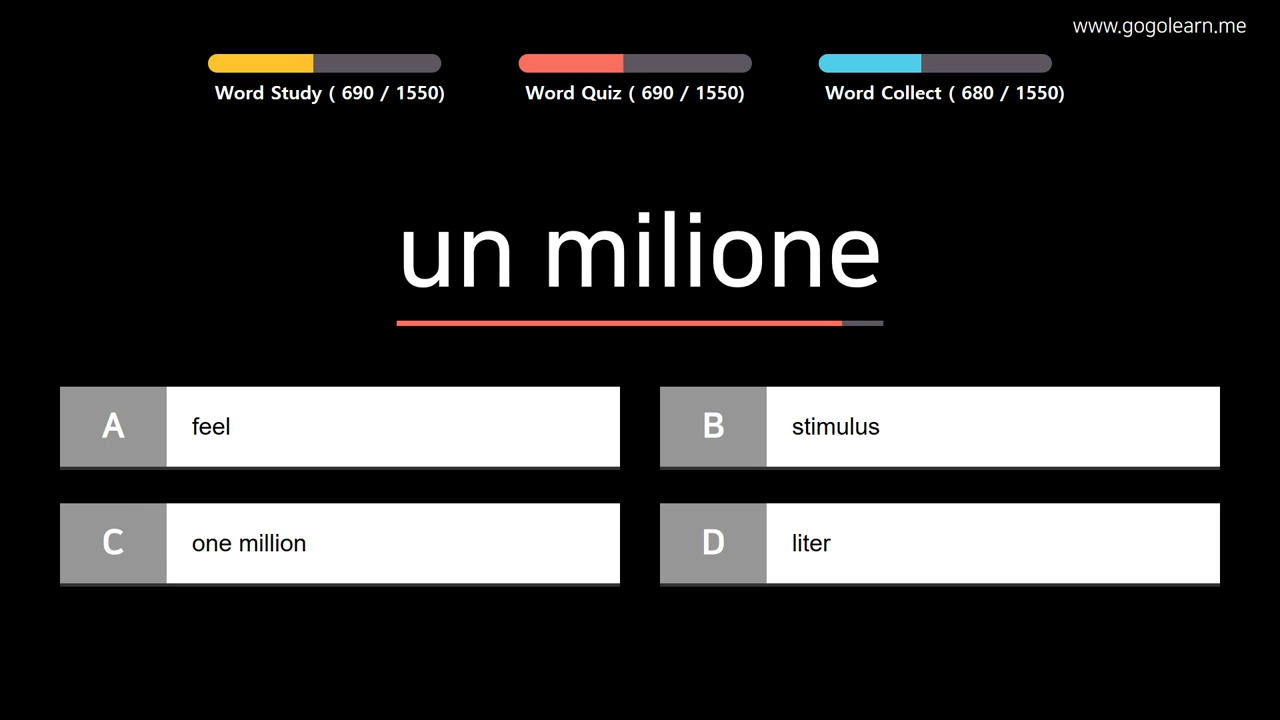 www.gogolearn.me
Word Study ( 690 / 1550)
Word Quiz ( 690 / 1550)
Word Collect ( 680 / 1550)
un milione
A feel
B stimulus
C one million
D liter